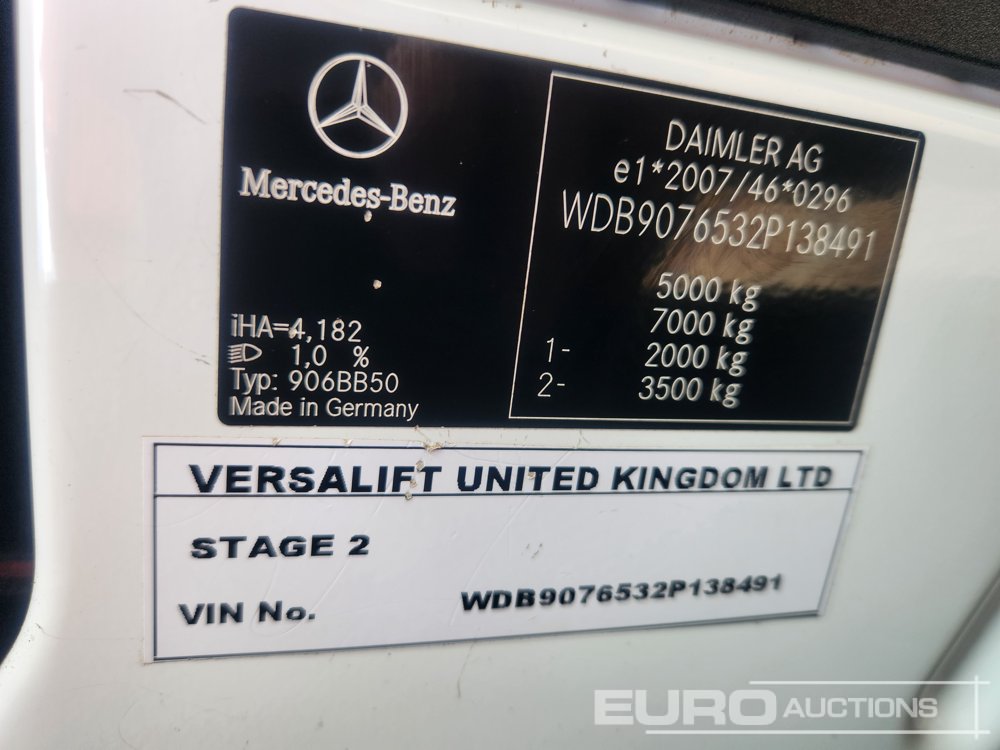 Mercedes-Benz
iHA=4,182
1,0 %
Typ: 906BB50
Made in Germany
DAIMLER AG
e1*2007/46*0296
WDB9076532P138491
5000 kg
7000 kg
1- 2000 kg
2- 3500 kg
VERSALIFT UNITED KINGDOM LTD
STAGE 2
VIN No. WDB9076532P138491
EURO AUCTIONS